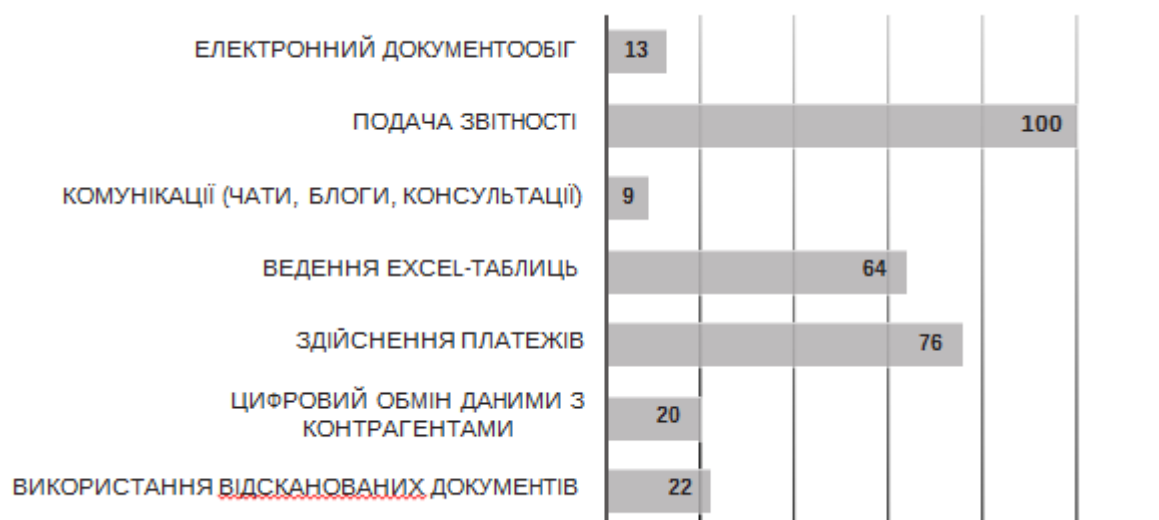 ЕЛЕКТРОННИЙ ДОКУМЕНТООБІГ 13
ПОДАЧА ЗВІТНОСТІ 100
КОМУНІКАЦІЇ (ЧАТИ, БЛОГИ, КОНСУЛЬТАЦІЇ) 9
ВЕДЕННЯ EXCEL-ТАБЛИЦЬ 64
ЗДІЙСНЕННЯ ПЛАТЕЖІВ 76
ЦИФРОВИЙ ОБМІН ДАНИМИ З
КОНТРАГЕНТАМИ 20
ВИКОРИСТАННЯ ВІДСКАНОВАНИХ ДОКУМЕНТІВ 22